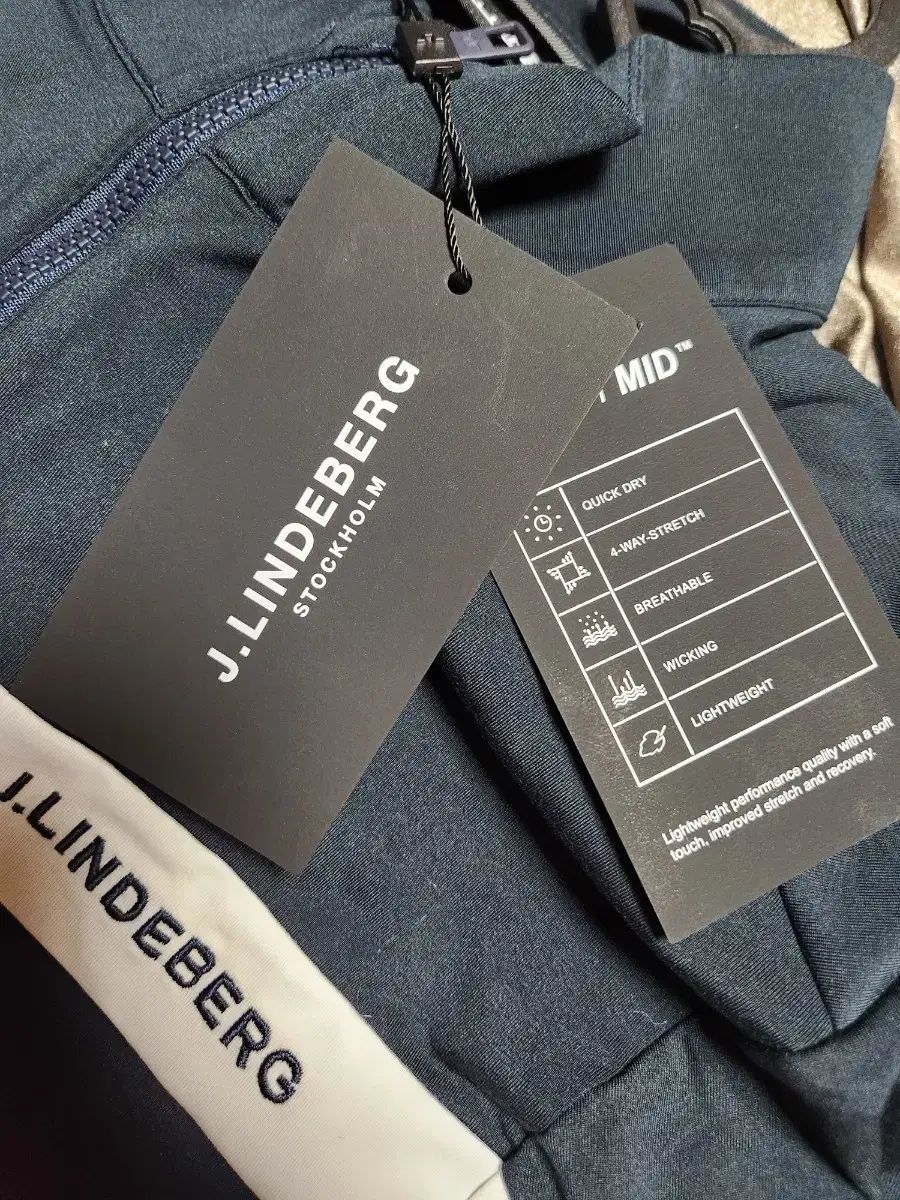 J.LINDEBERG
STOCKHOLM
MID™
QUICK DRY
4-WAY-STRETCH
BREATHABLE
WICKING
LIGHTWEIGHT
Lightweight performance quality with a soft
touch, improved stretch and recovery.
J.LINDEBERG